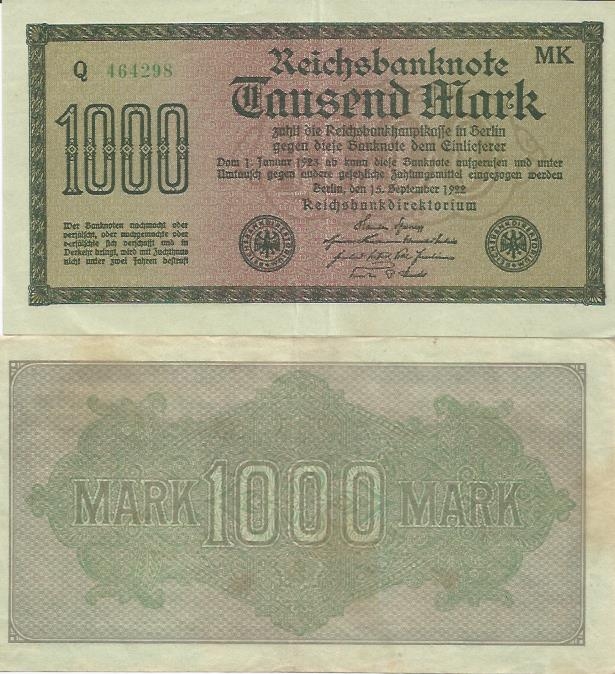 Q 464298
MK
1000
Reichsbanknote
Tausend Mark
zahlt die Reichsbankhauptkasse in Berlin
gegen diese Banknote dem Einlieferer
Vom 1. Januar 1923 ab kann diese Banknote aufgerufen und unter
Umtausch gegen andere gesetzliche Zahlungsmittel eingezogen werden
Berlin, den 15. September 1922
Reichsbankdirektorium
Wer Banknoten nachmacht oder
verfälscht, oder nachgemachte oder
verfälschte sich verschafft und in
Verkehr bringt, wird mit Zuchthaus
nicht unter zwei Jahren bestraft
MARK 1000 MARK